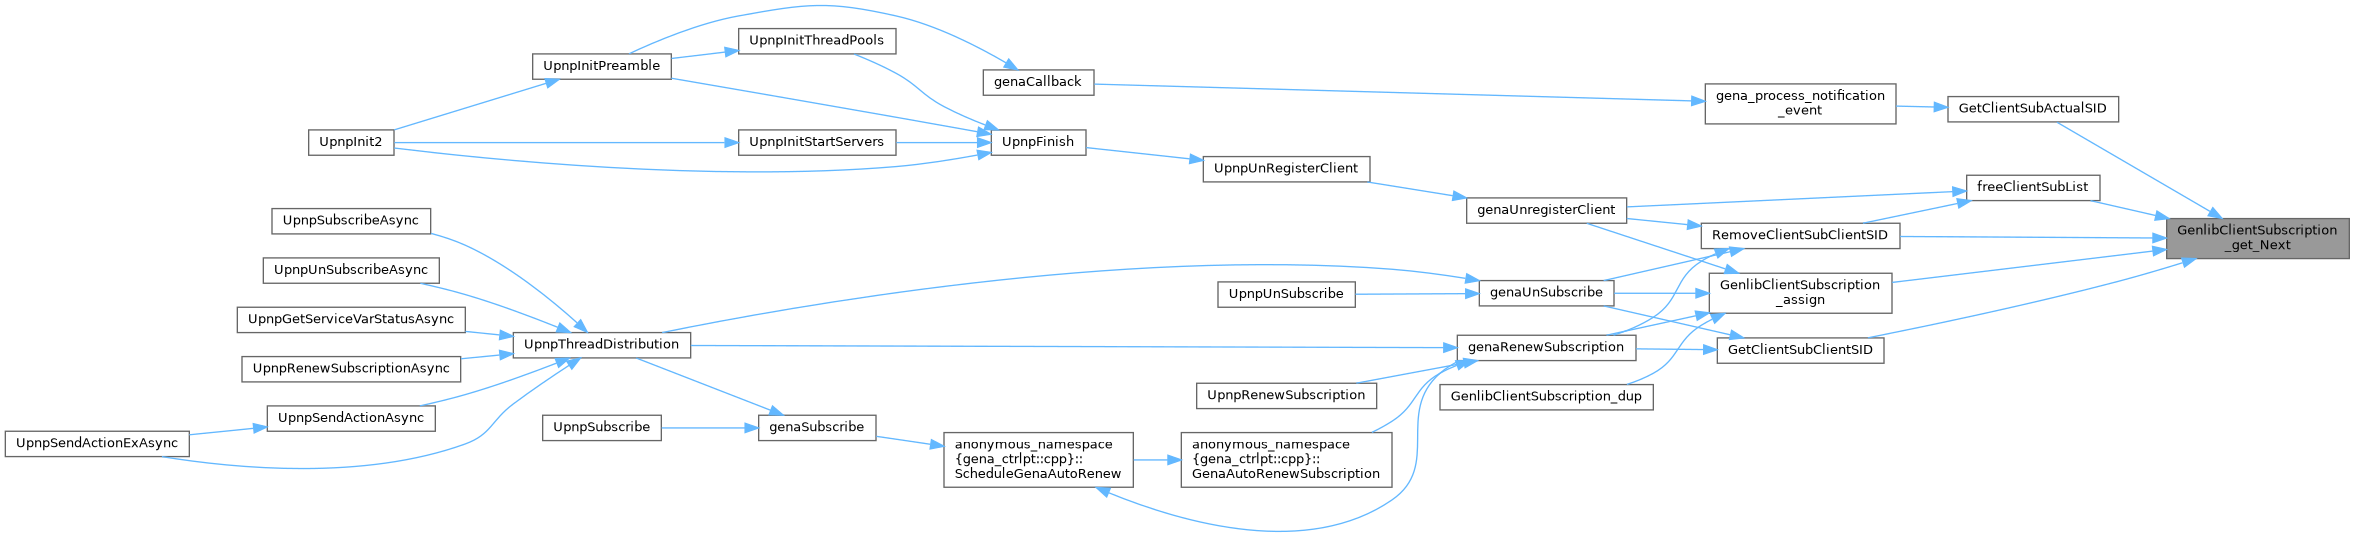 UpnpInitThreadPools
UpnpInitPreamble
genaCallback
gena_process_notification
_event
GetClientSubActualSID
UpnpInit2
UpnpInitStartServers
UpnpFinish
UpnpUnRegisterClient
freeClientSubList
genaUnregisterClient
UpnpSubscribeAsync
RemoveClientSubClientSID
GenlibClientSubscription
_get_Next
UpnpUnSubscribeAsync
UpnpUnSubscribe
genaUnSubscribe
GenlibClientSubscription
_assign
UpnpGetServiceVarStatusAsync
UpnpThreadDistribution
genaRenewSubscription
GetClientSubClientSID
UpnpRenewSubscriptionAsync
UpnpRenewSubscription
GenlibClientSubscription_dup
UpnpSendActionAsync
UpnpSubscribe
genaSubscribe
UpnpSendActionExAsync
anonymous_namespace
{gena_ctrlpt::cpp}::
ScheduleGenaAutoRenew
anonymous_namespace
{gena_ctrlpt::cpp}::
GenaAutoRenewSubscription